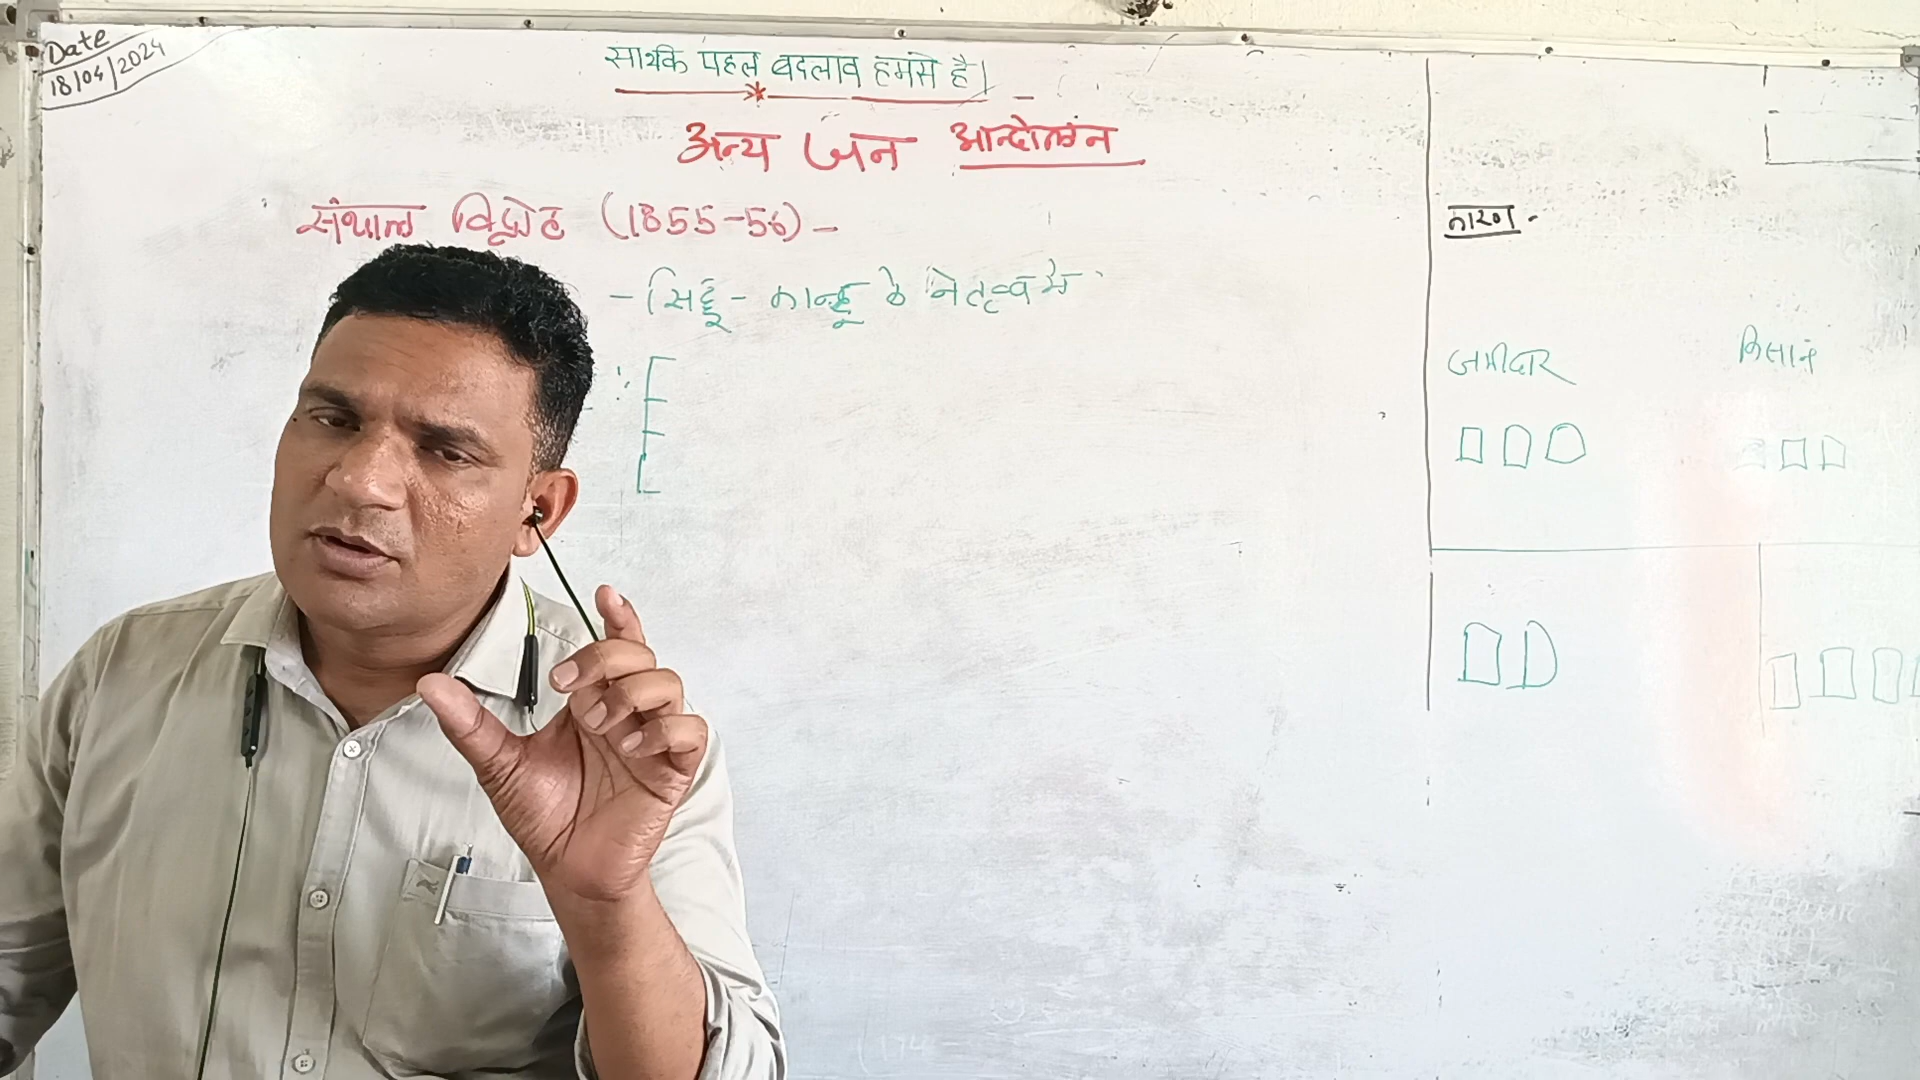 Date
18/04/2024
सार्थक पहल बदलाव हमसे है।
अन्य जन आन्दोलन
संथाल विद्रोह (1855-56) -
- सिद्धू - कान्हू के नेतृत्व में
कारण -
जमीदार किसान